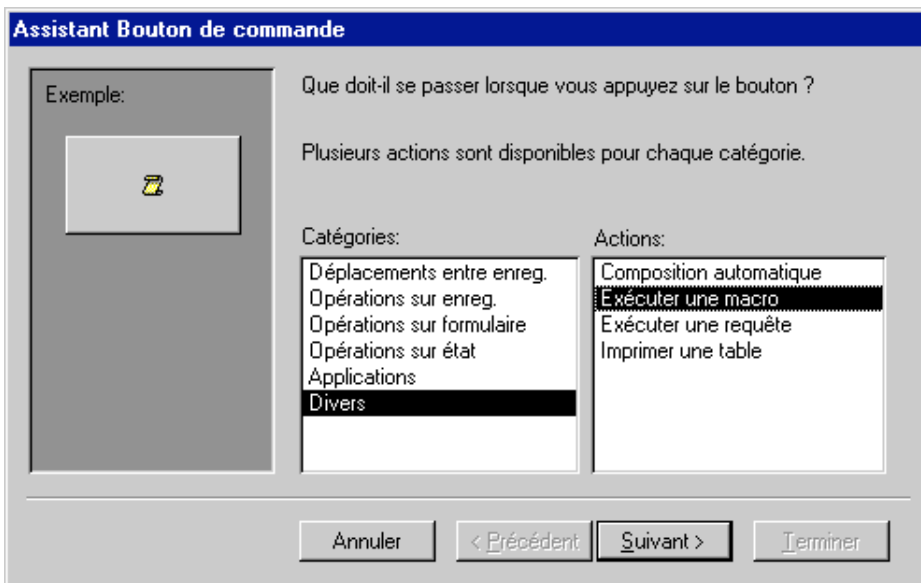 Assistant Bouton de commande
Exemple:
Que doit-il se passer lorsque vous appuyez sur le bouton ?
Plusieurs actions sont disponibles pour chaque catégorie.
Catégories:
Déplacements entre enreg.
Opérations sur enreg.
Opérations sur formulaire
Opérations sur état
Applications
Divers
Actions:
Composition automatique
Exécuter une macro
Exécuter une requête
Imprimer une table
Annuler
< Précédent
Suivant >
Terminer